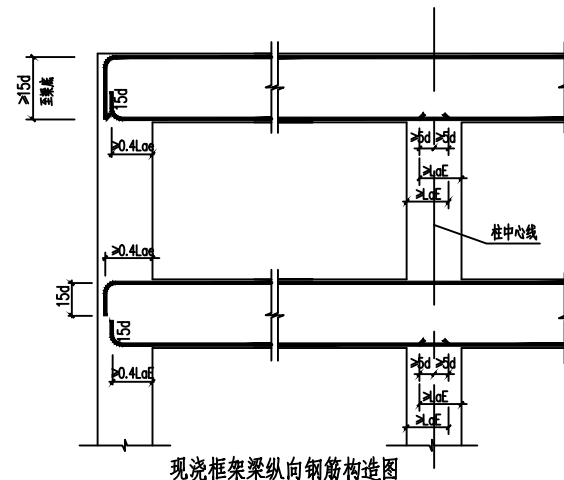 ≥15d
至梁底
15d
≥0.4Lae
≥5d ≥5d
≥LaE
≥LaE
柱中心线
≥0.4Lae
15d
15d
≥0.4LaE
≥5d ≥5d
≥LaE
≥LaE
现浇框架梁纵向钢筋构造图